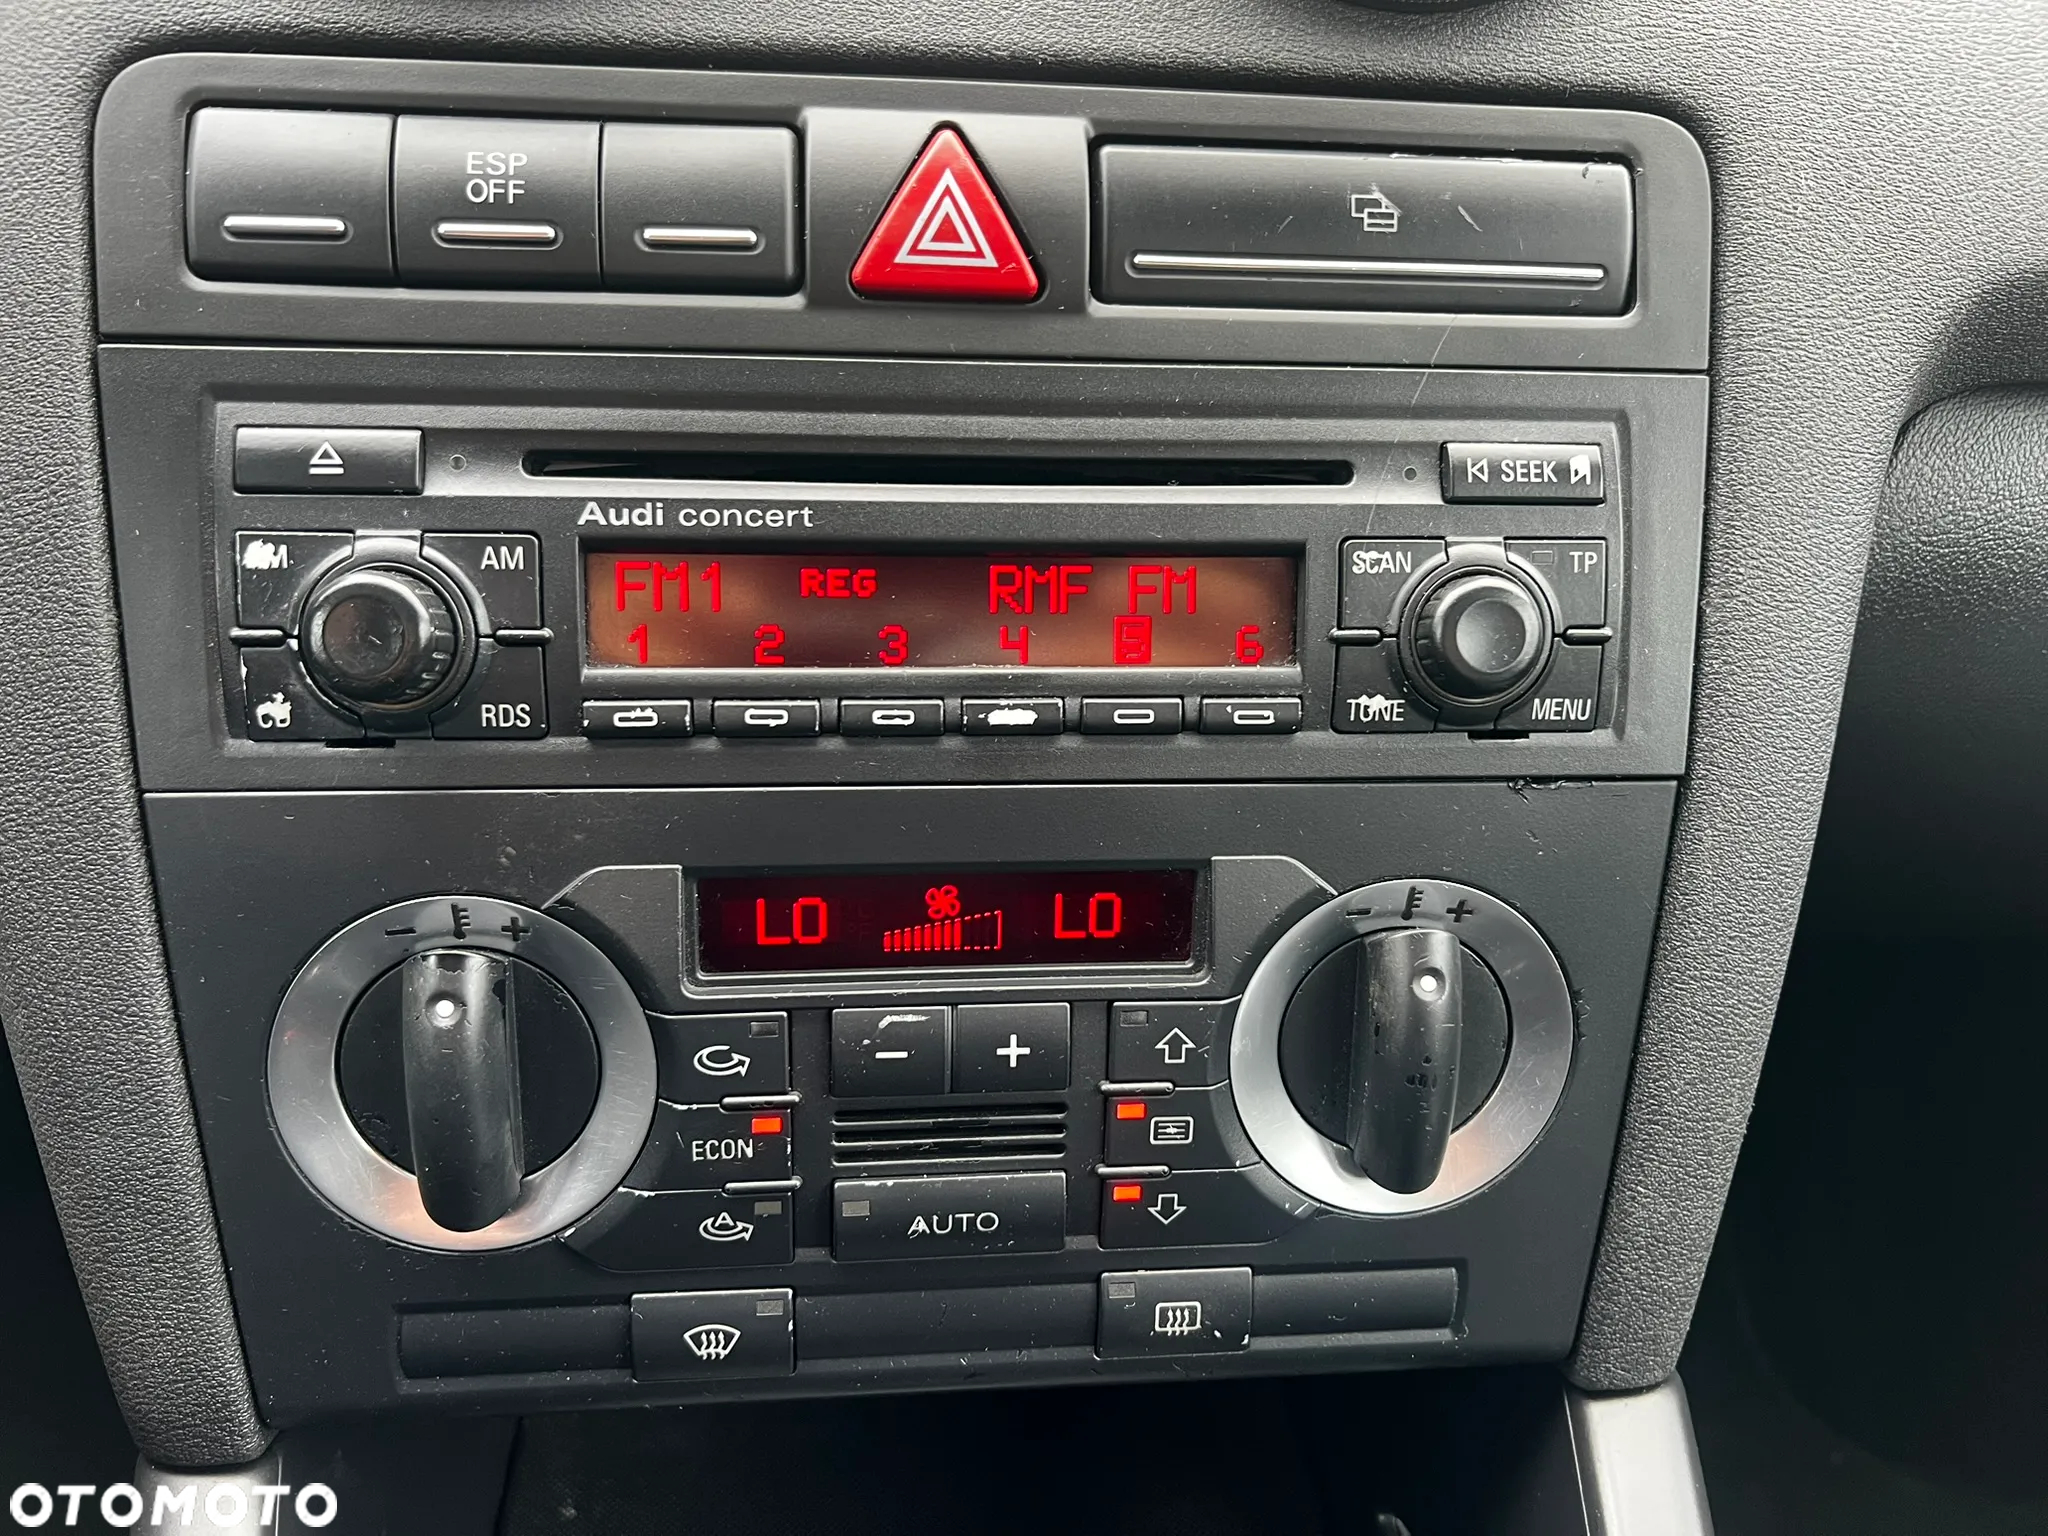 ESP
OFF
SEEK
Audi concert
AM
FM1 REG RMF FM
SCAN
TP
1 2 3 4 5 6
CD
RDS
TUNE
MENU
- +
LO
LO
- +
- +
ECON
A
AUTO
OTOMOTO